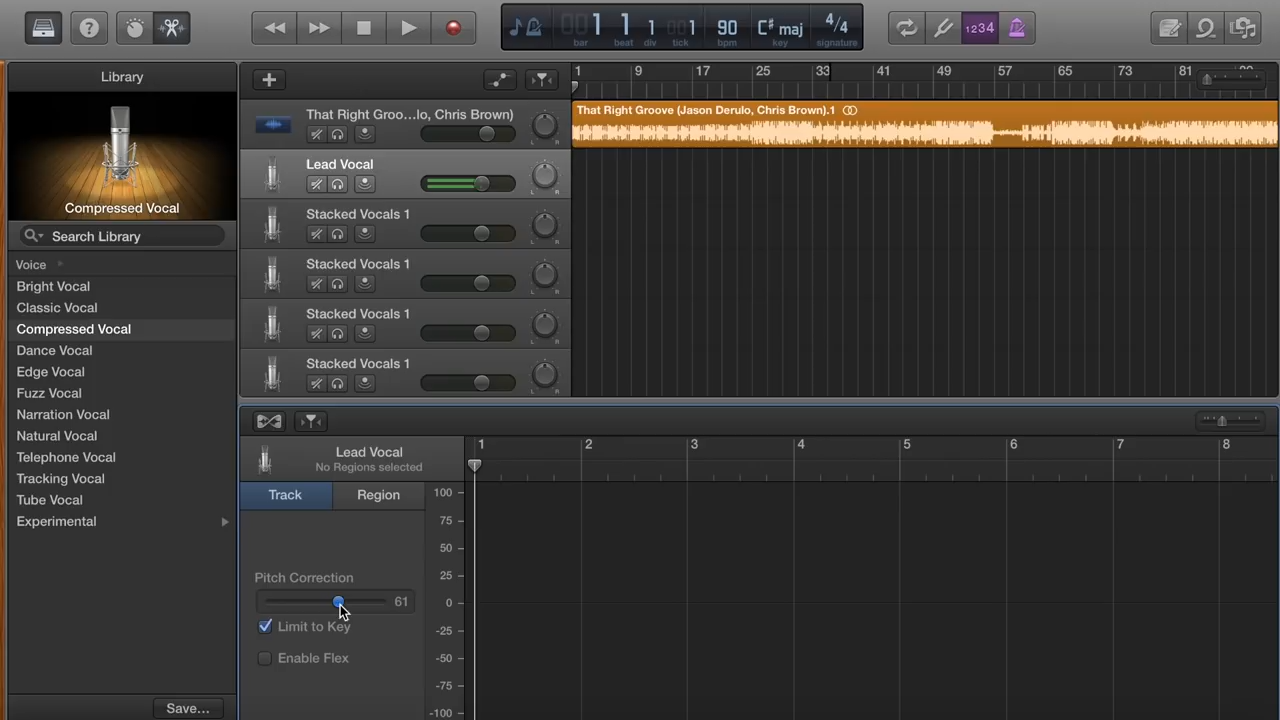 1 1 1 1 90 C# maj 4/4
bar beat div tick bpm key signature
1234
Library
Compressed Vocal
Search Library
Voice
Bright Vocal
Classic Vocal
Compressed Vocal
Dance Vocal
Edge Vocal
Fuzz Vocal
Narration Vocal
Natural Vocal
Telephone Vocal
Tracking Vocal
Tube Vocal
Experimental
Save...
1 9 17 25 33 41 49 57 65 73 81
That Right Groo...lo, Chris Brown)
That Right Groove (Jason Derulo, Chris Brown).1
Lead Vocal
Stacked Vocals 1
Stacked Vocals 1
Stacked Vocals 1
Stacked Vocals 1
Lead Vocal
No Regions selected
1 2 3 4 5 6 7 8
Track Region
100
75
50
25
0
-25
-50
-75
-100
Pitch Correction
61
Limit to Key
Enable Flex